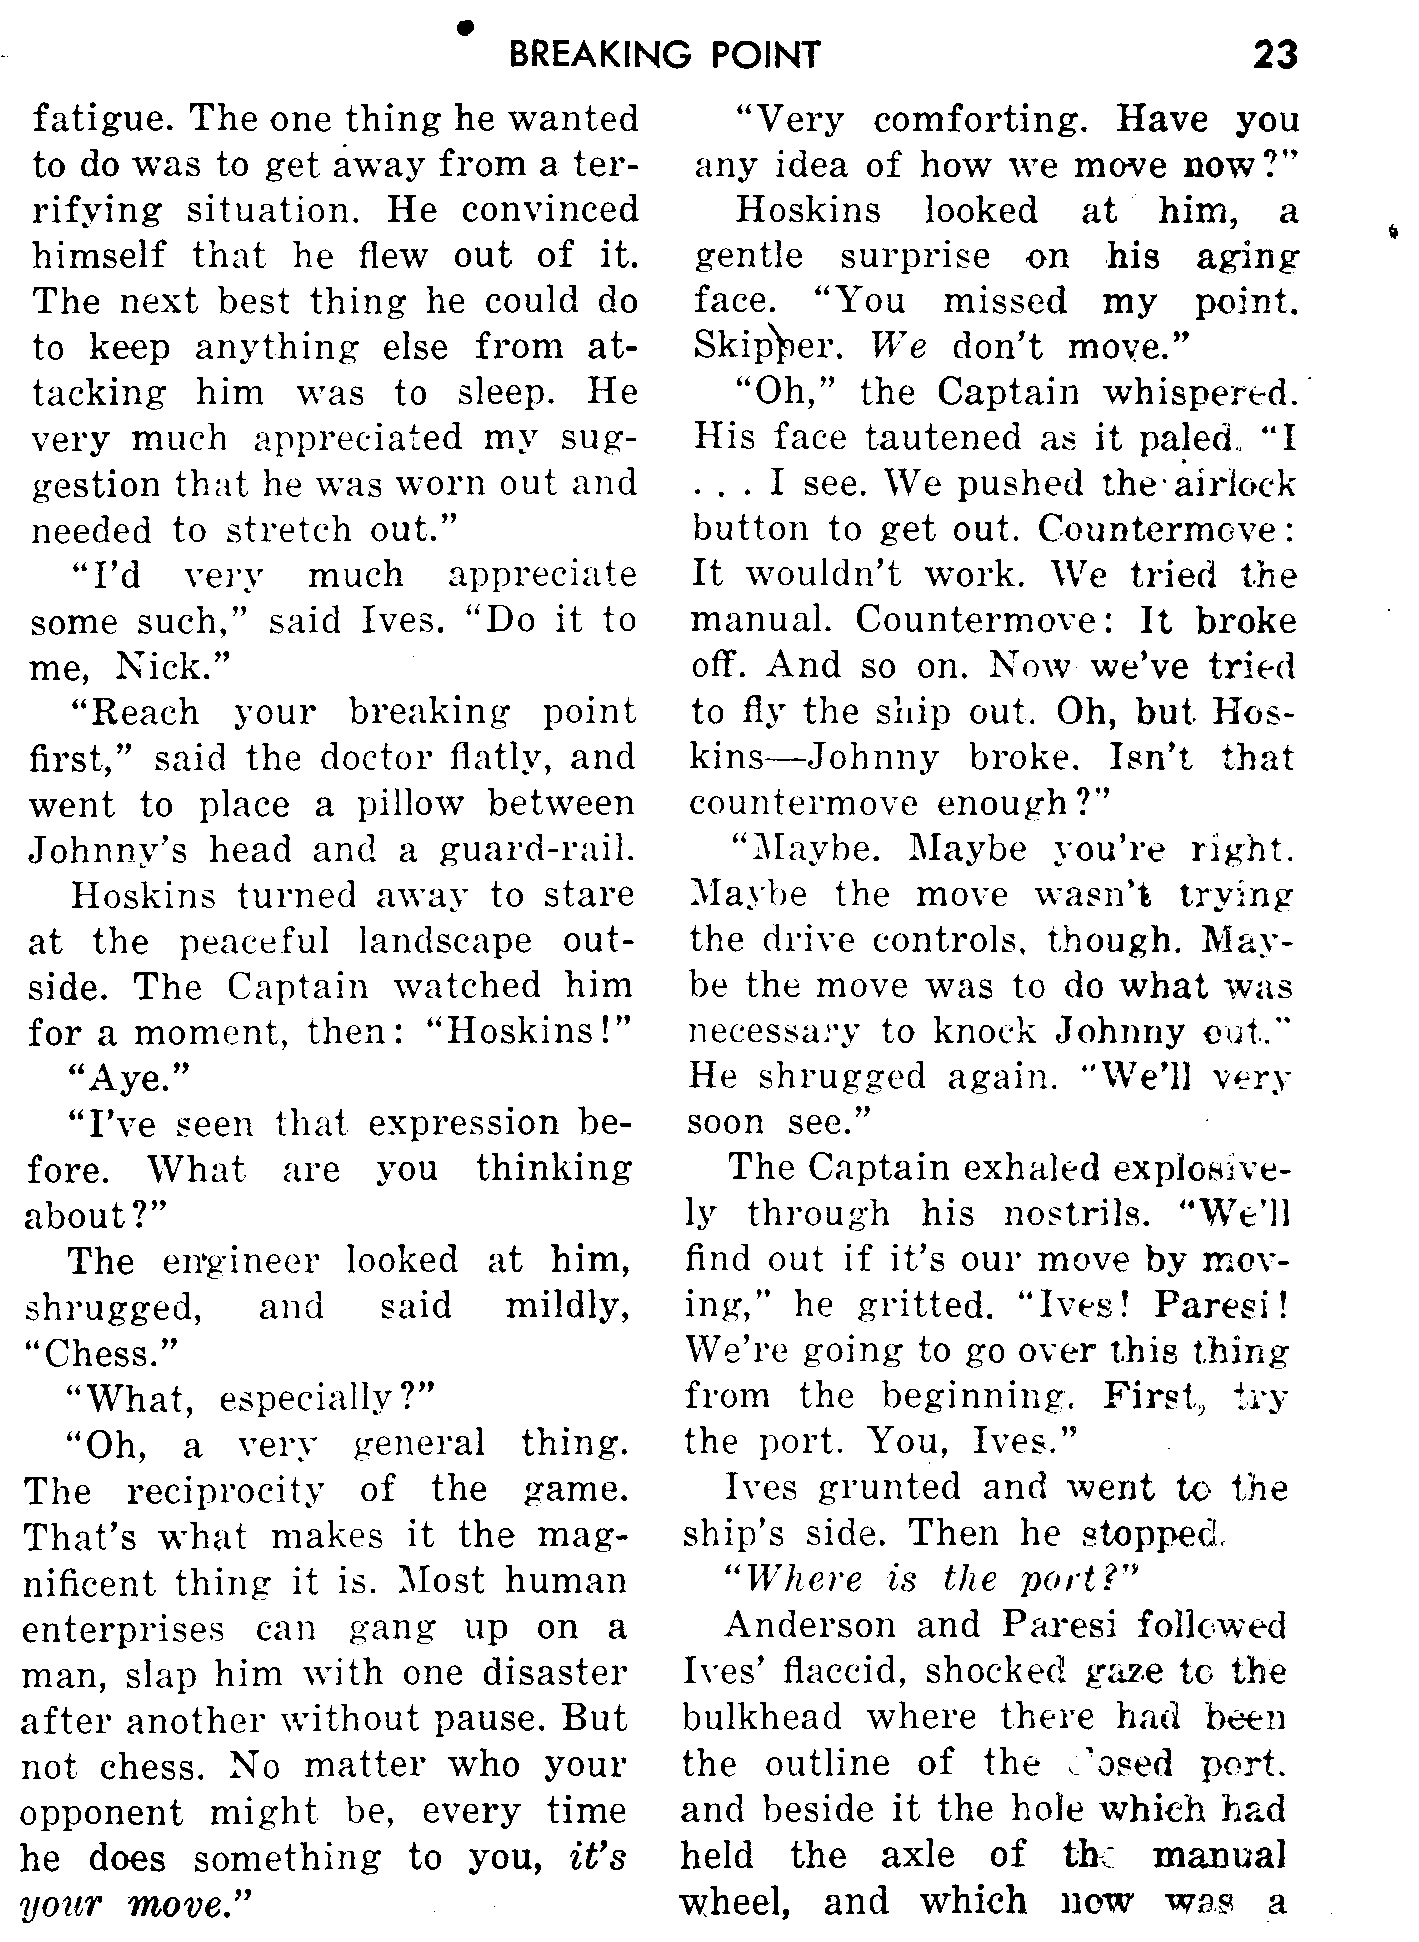 BREAKING POINT 23
fatigue. The one thing he wanted
to do was to get away from a ter-
rifying situation. He convinced
himself that he flew out of it.
The next best thing he could do
to keep anything else from at-
tacking him was to sleep. He
very much appreciated my sug-
gestion that he was worn out and
needed to stretch out.”
“I’d very much appreciate
some such,” said Ives. “Do it to
me, Nick.”
“Reach your breaking point
first,” said the doctor flatly, and
went to place a pillow between
Johnny’s head and a guard-rail.
Hoskins turned away to stare
at the peaceful landscape out-
side. The Captain watched him
for a moment, then: “Hoskins!”
“Aye.”
“I’ve seen that expression be-
fore. What are you thinking
about?”
The engineer looked at him,
shrugged, and said mildly,
“Chess.”
“What, especially?”
“Oh, a very general thing.
The reciprocity of the game.
That’s what makes it the mag-
nificent thing it is. Most human
enterprises can gang up on a
man, slap him with one disaster
after another without pause. But
not chess. No matter who your
opponent might be, every time
he does something to you, it’s
your move.”
“Very comforting. Have you
any idea of how we move now?”
Hoskins looked at him, a
gentle surprise on his aging
face. “You missed my point.
Skipper. We don’t move.”
“Oh,” the Captain whispered.
His face tautened as it paled. “I
. . . I see. We pushed the airlock
button to get out. Countermove:
It wouldn’t work. We tried the
manual. Countermove: It broke
off. And so on. Now we’ve tried
to fly the ship out. Oh, but Hos-
kins—Johnny broke. Isn’t that
countermove enough?”
“Maybe. Maybe you’re right.
Maybe the move wasn’t trying
the drive controls, though. May-
be the move was to do what was
necessary to knock Johnny out.”
He shrugged again. “We’ll very
soon see.”
The Captain exhaled explosive-
ly through his nostrils. “We’ll
find out if it’s our move by mov-
ing,” he gritted. “Ives! Paresi!
We’re going to go over this thing
from the beginning. First, try
the port. You, Ives.”
Ives grunted and went to the
ship’s side. Then he stopped.
“Where is the port?”
Anderson and Paresi followed
Ives’ flaccid, shocked gaze to the
bulkhead where there had been
the outline of the closed port.
and beside it the hole which had
held the axle of the manual
wheel, and which now was a